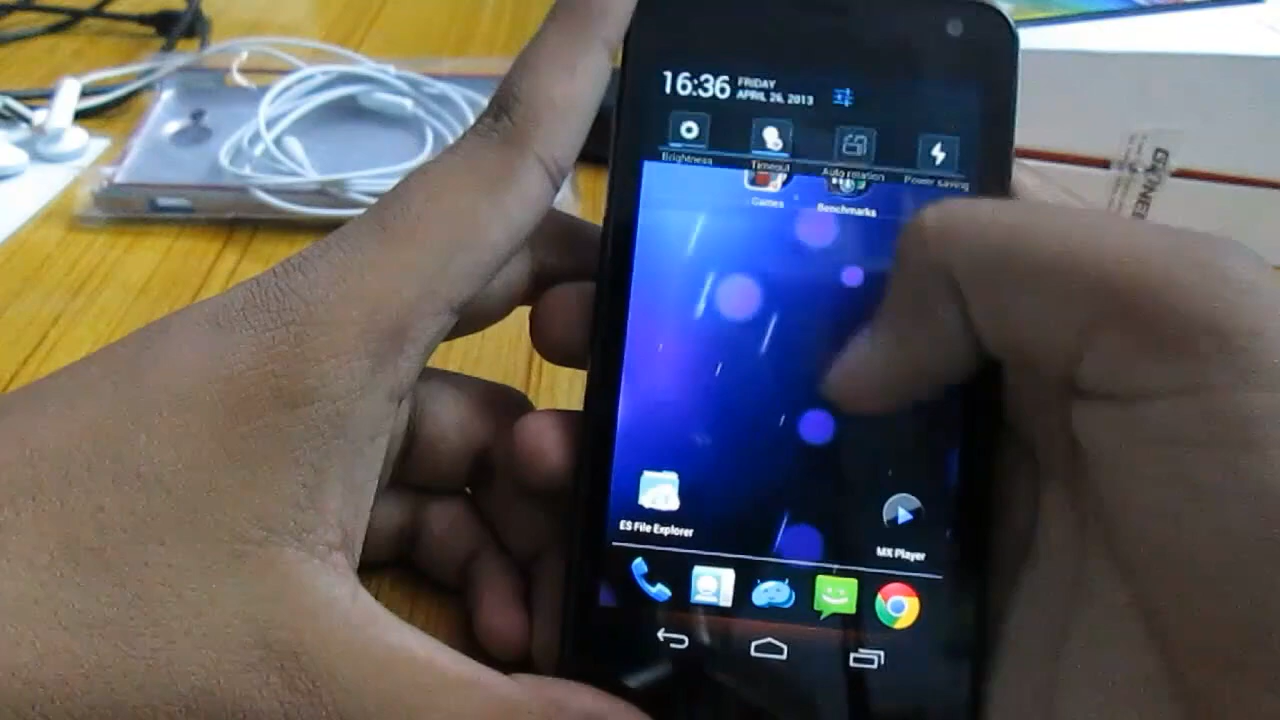 16:36
FRIDAY
APRIL 26, 2013
Brightness
Timeout
Auto rotation
Power saving
Games
Benchmarks
ES File Explorer
MX Player